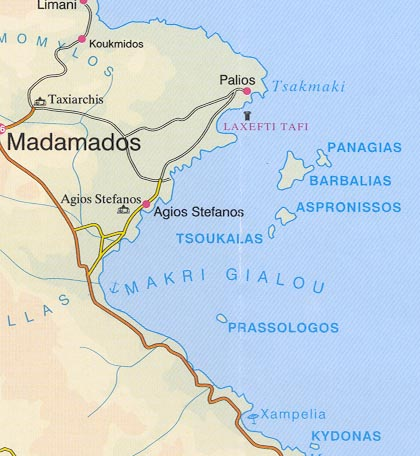 Limani
MOMYLOS
Koukmidos
Palios
Tsakmaki
Taxiarchis
LAXEFTI TAFI
Madamados
PANAGIAS
BARBALIAS
Agios Stefanos
Agios Stefanos
ASPRONISSOS
TSOUKALAS
MAKRI GIALOU
LLAS
PRASSOLOGOS
Xampelia
KYDONAS